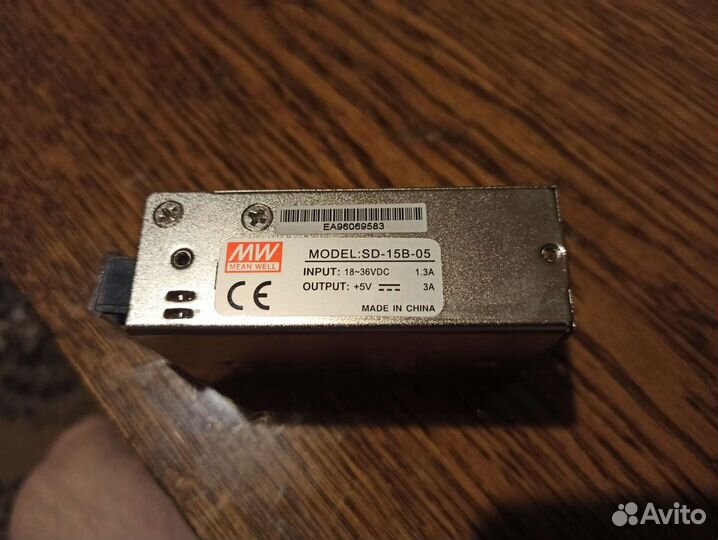 EA96069583
MW
MEAN WELL
MODEL:SD-15B-05
INPUT: 18~36VDC 1.3A
OUTPUT: +5V 3A
CE
MADE IN CHINA
Avito